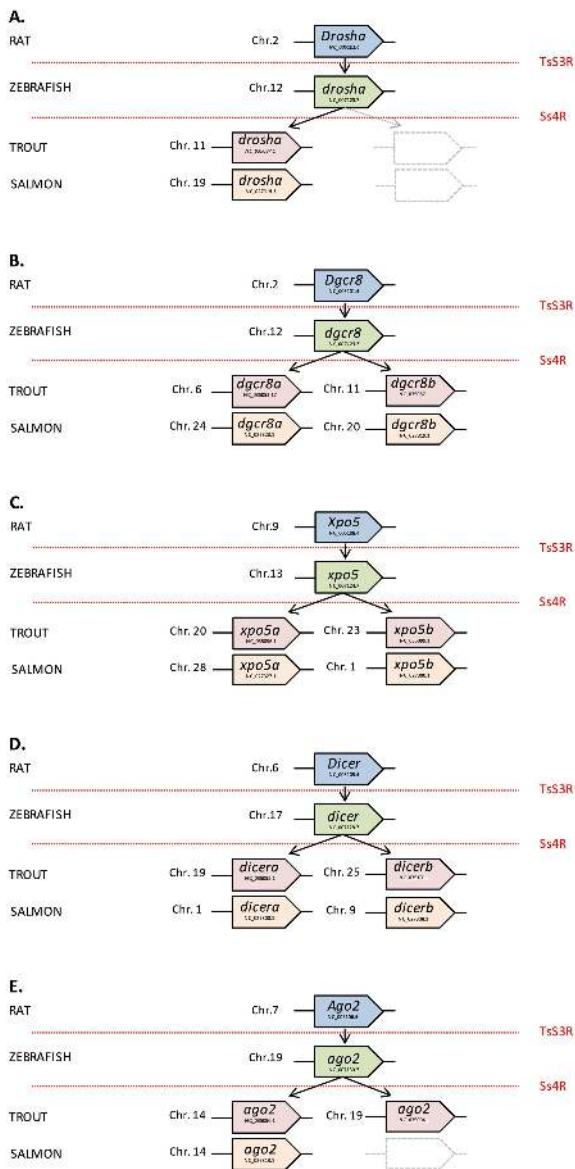 A.
RAT Chr.2 Drosha
TsS3R
ZEBRAFISH Chr.12 drosha
Ss4R
TROUT Chr. 11 drosha
SALMON Chr. 19 drosha
B.
RAT Chr.2 Dgcr8
TsS3R
ZEBRAFISH Chr.12 dgcr8
Ss4R
TROUT Chr. 6 dgcr8a Chr. 11 dgcr8b
SALMON Chr. 24 dgcr8a Chr. 20 dgcr8b
C.
RAT Chr.9 Xpo5
TsS3R
ZEBRAFISH Chr.13 xpo5
Ss4R
TROUT Chr. 20 xpo5a Chr. 23 xpo5b
SALMON Chr. 28 xpo5a Chr. 1 xpo5b
D.
RAT Chr.6 Dicer
TsS3R
ZEBRAFISH Chr.17 dicer
Ss4R
TROUT Chr. 19 dicera Chr. 25 dicerb
SALMON Chr. 1 dicera Chr. 9 dicerb
E.
RAT Chr.7 Ago2
TsS3R
ZEBRAFISH Chr.19 ago2
Ss4R
TROUT Chr. 14 ago2 Chr. 19 ago2
SALMON Chr. 14 ago2